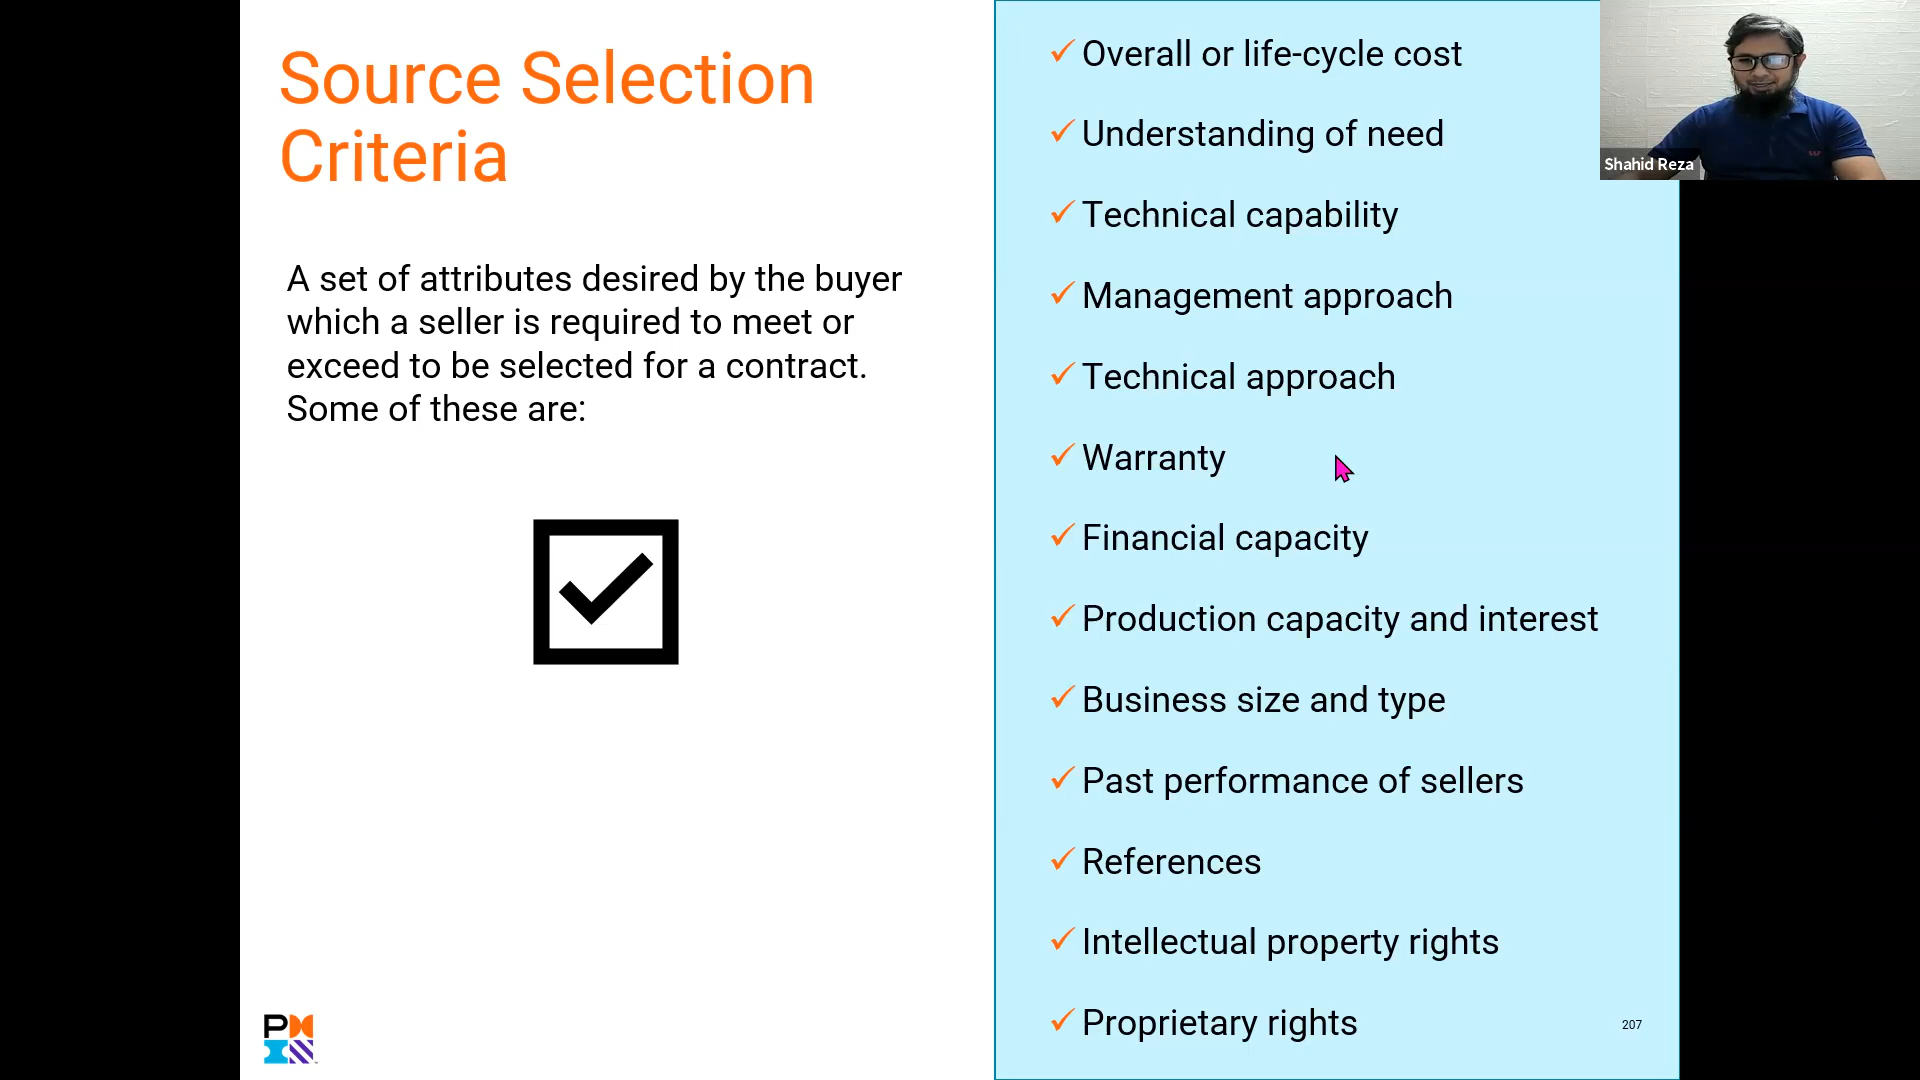 Source Selection
Criteria
A set of attributes desired by the buyer
which a seller is required to meet or
exceed to be selected for a contract.
Some of these are:
Overall or life-cycle cost
Understanding of need
Technical capability
Management approach
Technical approach
Warranty
Financial capacity
Production capacity and interest
Business size and type
Past performance of sellers
References
Intellectual property rights
Proprietary rights
207
Shahid Reza